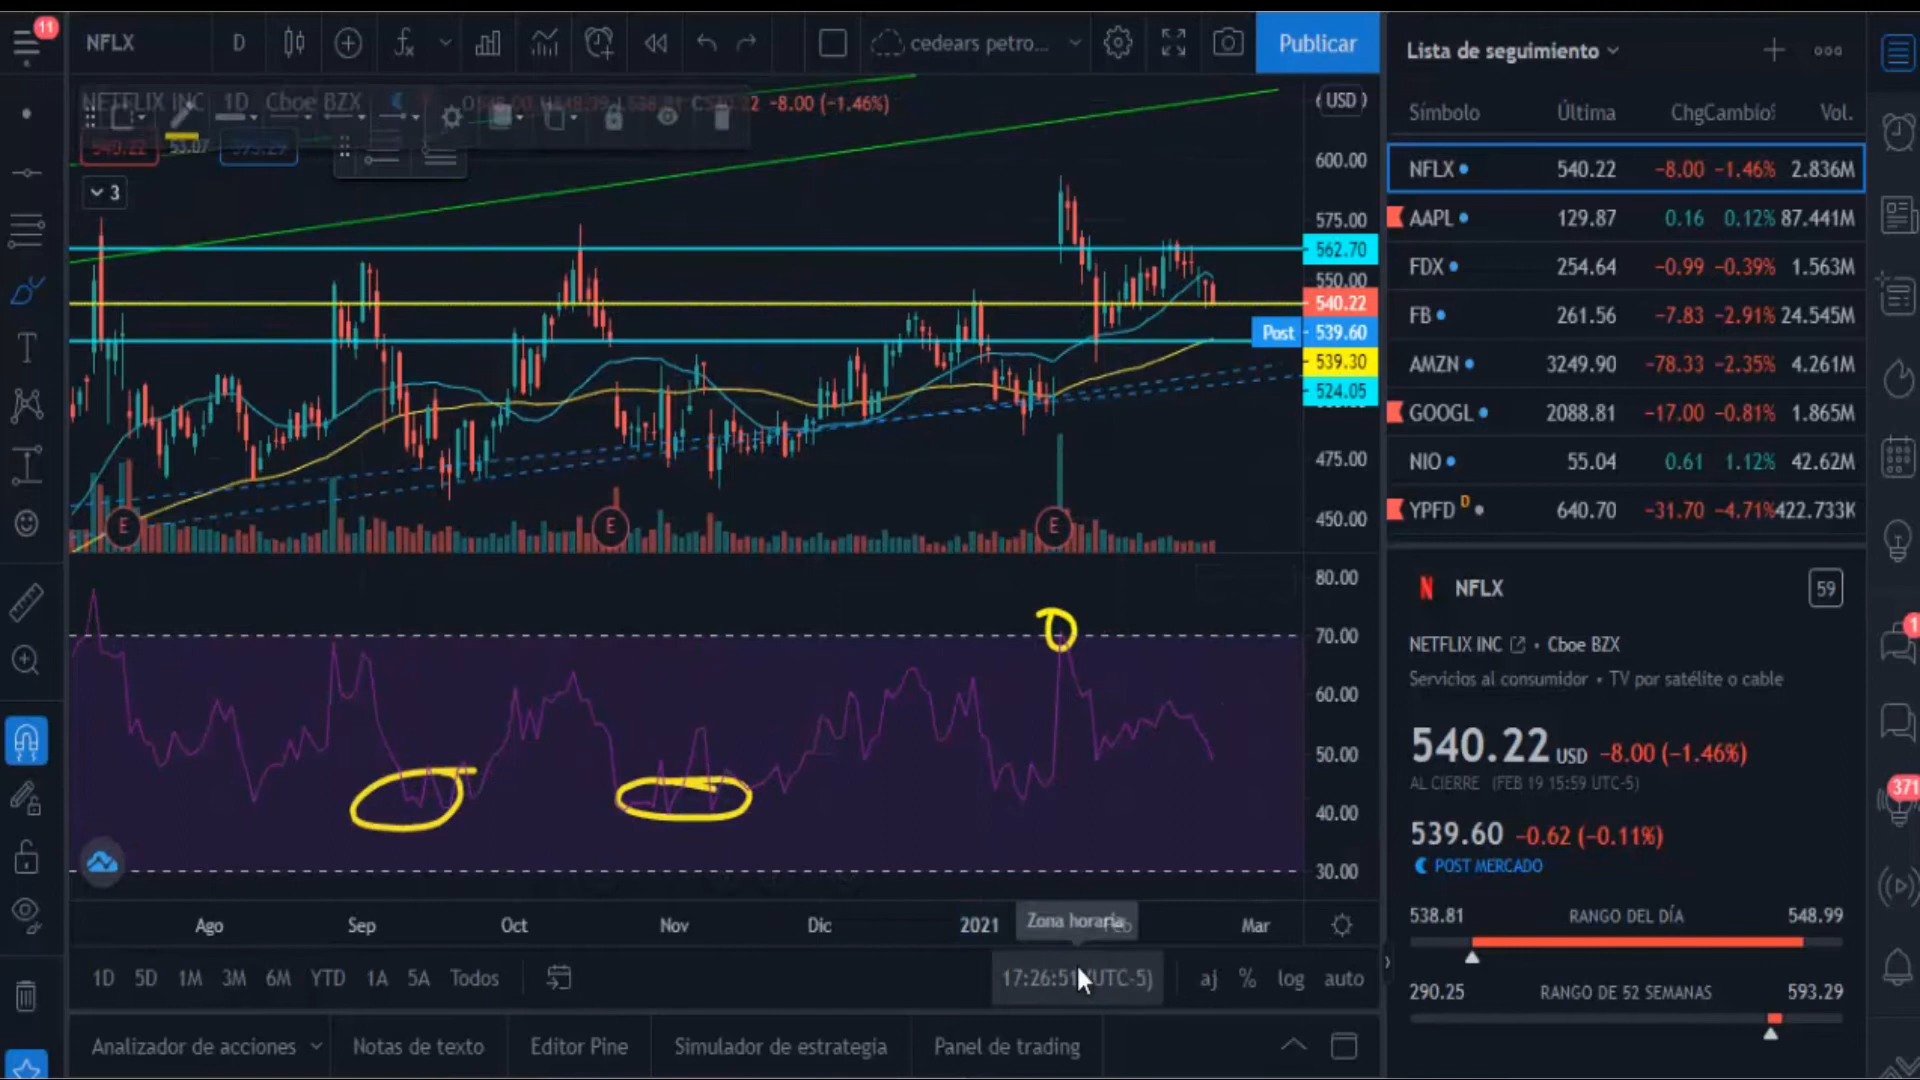 11
NFLX D cedears petro... Publicar
NETFLIX INC 1D Cboe BZX -8.00 (-1.46%)
540.22 53.07
3
USD
600.00
575.00
562.70
550.00
540.22
Post 539.60
539.30
524.05
475.00
450.00
E E E
80.00
70.00
60.00
50.00
40.00
30.00
Ago Sep Oct Nov Dic 2021 Feb Mar
Zona horaria
1D 5D 1M 3M 6M YTD 1A 5A Todos 17:26:51 (UTC-5) aj % log auto
Analizador de acciones Notas de texto Editor Pine Simulador de estrategia Panel de trading
Lista de seguimiento
Símbolo Última Chg Cambio% Vol.
NFLX 540.22 -8.00 -1.46% 2.836M
AAPL 129.87 0.16 0.12% 87.441M
FDX 254.64 -0.99 -0.39% 1.563M
FB 261.56 -7.83 -2.91% 24.545M
AMZN 3249.90 -78.33 -2.35% 4.261M
GOOGL 2088.81 -17.00 -0.81% 1.865M
NIO 55.04 0.61 1.12% 42.62M
YPFD D 640.70 -31.70 -4.71% 422.733K
N NFLX 59
NETFLIX INC • Cboe BZX
Servicios al consumidor • TV por satélite o cable
540.22 USD -8.00 (-1.46%)
AL CIERRE (FEB 19 15:59 UTC-5)
539.60 -0.62 (-0.11%)
POST MERCADO
538.81 RANGO DEL DÍA 548.99
290.25 RANGO DE 52 SEMANAS 593.29
1
371